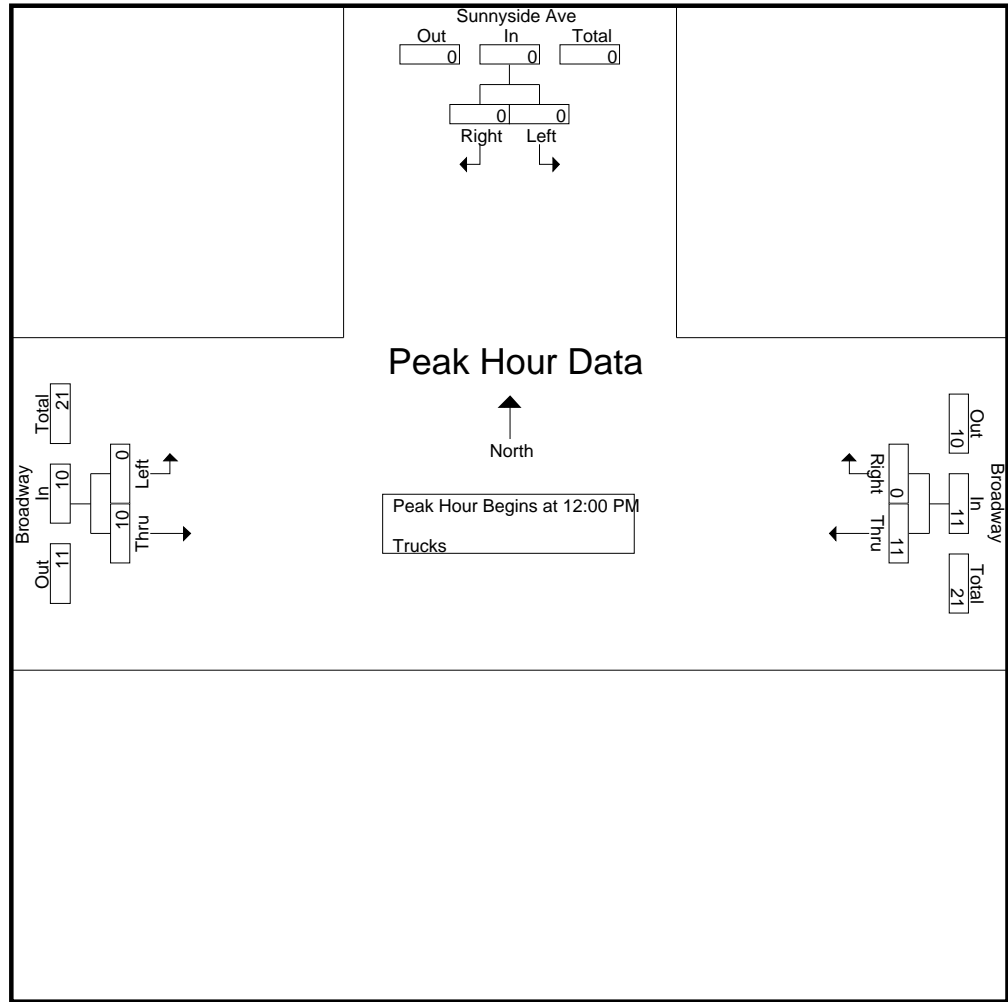 Sunnyside Ave
Out In Total
0 0 0
0 0
Right Left
Peak Hour Data
North
Peak Hour Begins at 12:00 PM
Trucks
Broadway
Out In Total
11 10 21
10 0
Thru Left
Broadway
Out In Total
10 11 21
0 11
Right Thru